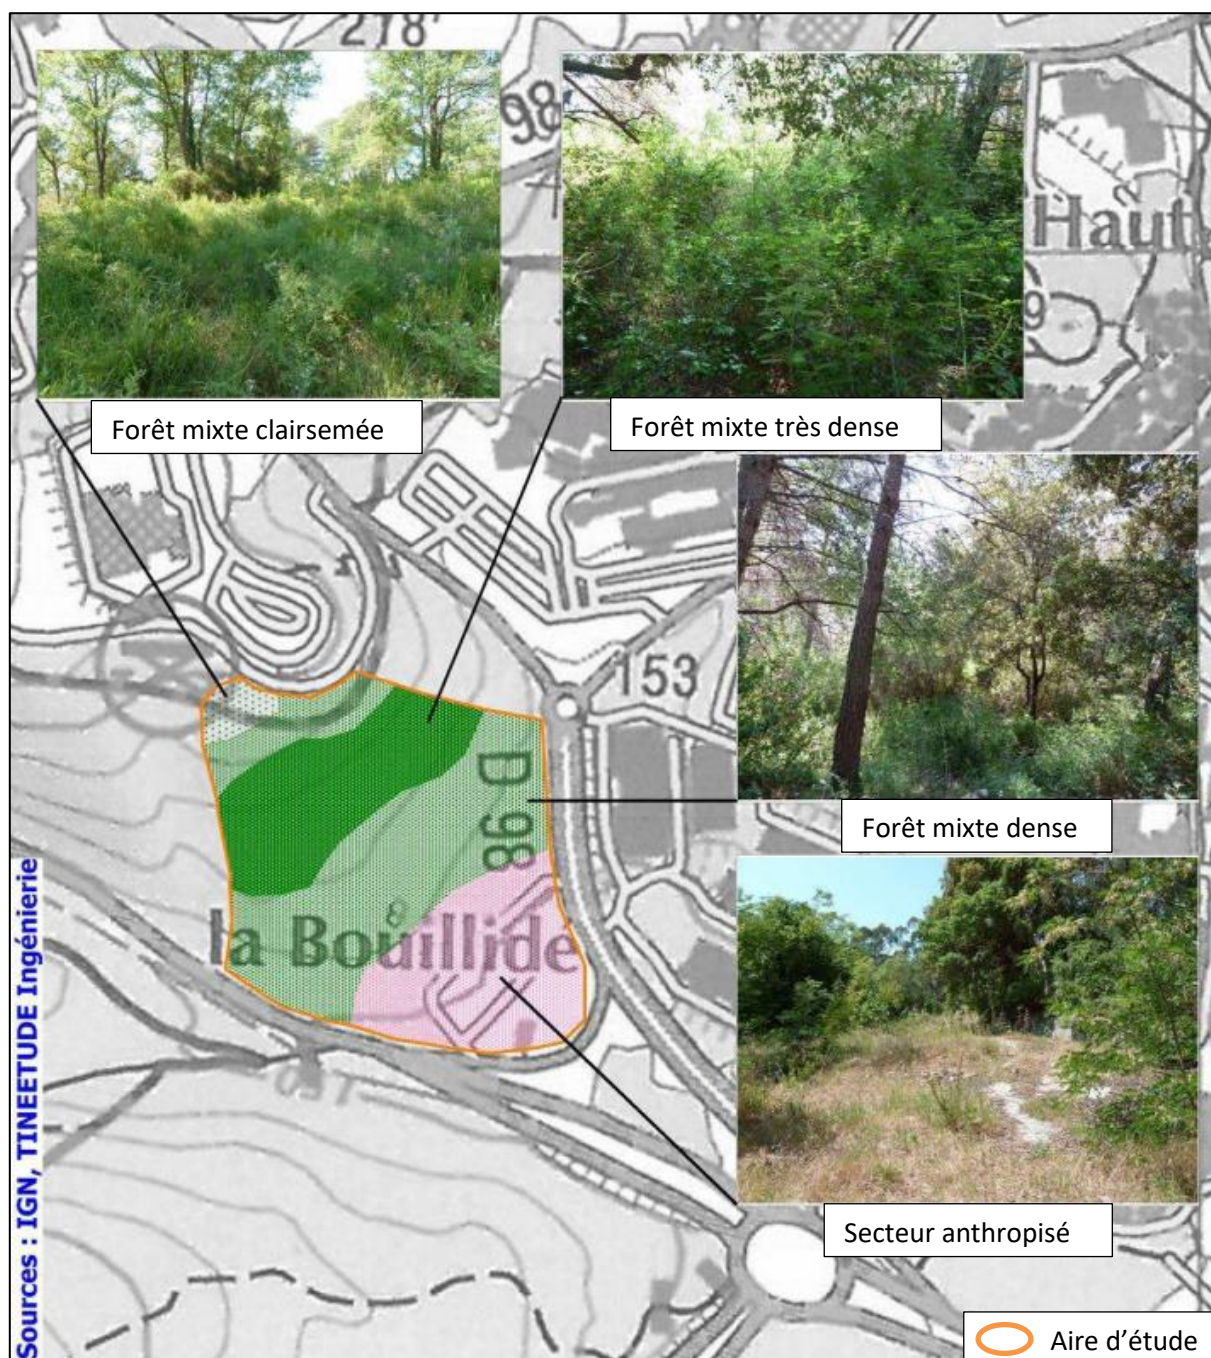 218
98
Haut
9
Forêt mixte clairsemée
Forêt mixte très dense
153
Forêt mixte dense
D 98
la Bouillide
Secteur anthropisé
Sources : IGN, TINEETUDE Ingénierie
Aire d’étude